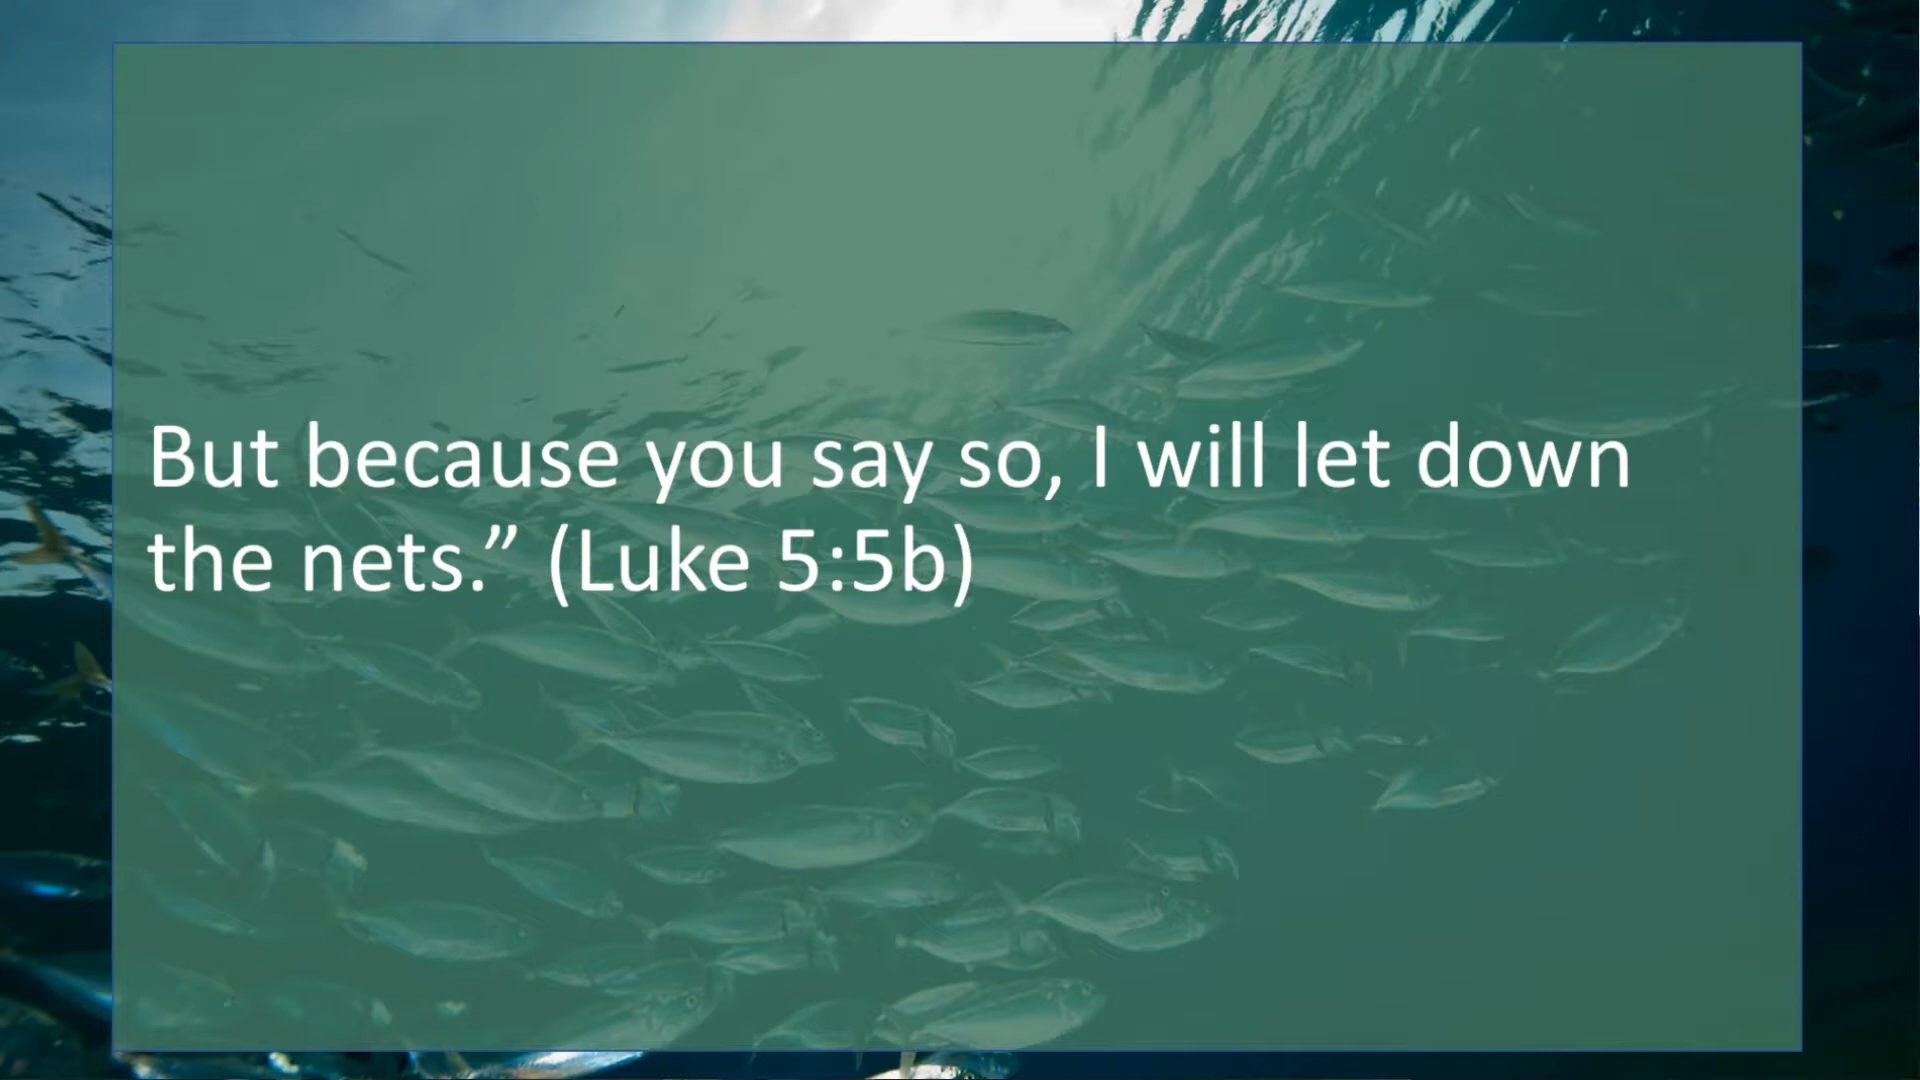 But because you say so, I will let down
the nets.” (Luke 5:5b)